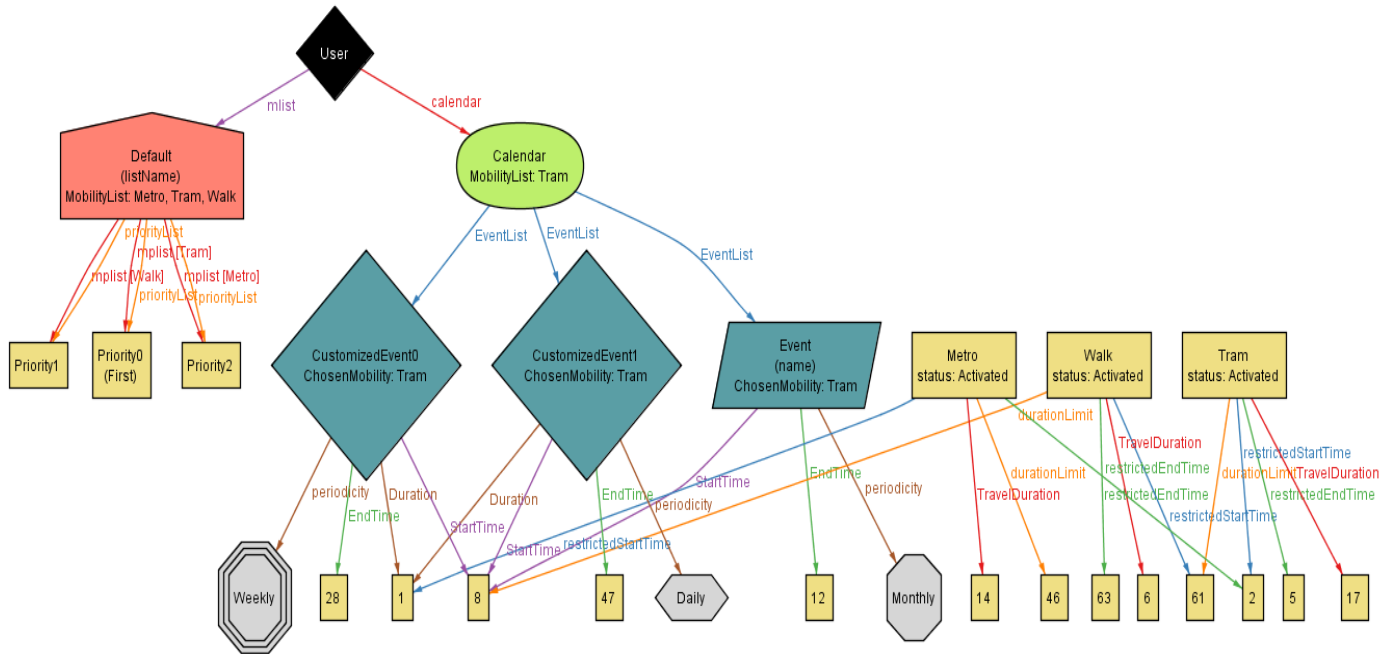 User
mlist
calendar
Default
(listName)
MobilityList: Metro, Tram, Walk
Calendar
MobilityList: Tram
priorityList
mplist [Tram]
mplist [Walk]
mplist [Metro]
priorityList
priorityList
EventList
EventList
EventList
Priority1
Priority0
(First)
Priority2
CustomizedEvent0
ChosenMobility: Tram
CustomizedEvent1
ChosenMobility: Tram
Event
(name)
ChosenMobility: Tram
Metro
status: Activated
Walk
status: Activated
Tram
status: Activated
durationLimit
TravelDuration
restrictedStartTime
restrictedEndTime
durationLimit
durationLimit
TravelDuration
StartTime
EndTime
periodicity
periodicity
Duration
Duration
EndTime
periodicity
TravelDuration
restrictedEndTime
restrictedEndTime
EndTime
StartTime
restrictedStartTime
StartTime
restrictedStartTime
Weekly
28
1
8
47
Daily
12
Monthly
14
46
63
6
61
2
5
17